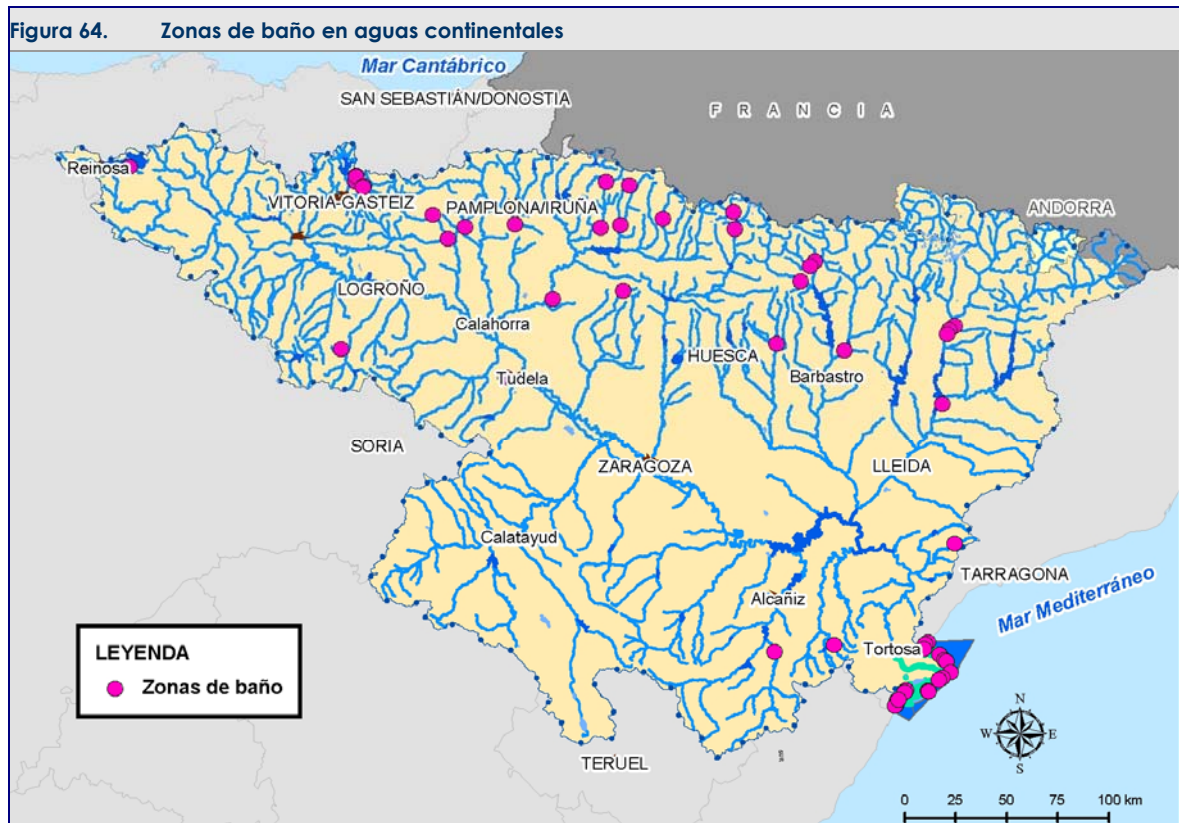 Figura 64. Zonas de baño en aguas continentales
Mar Cantábrico
SAN SEBASTIÁN/DONOSTIA
F R A N C I A
Reinosa
VITORIA-GASTEIZ
PAMPLONA/IRUÑA
ANDORRA
LOGROÑO
Calahorra
HUESCA
Barbastro
Tudela
SORIA
ZARAGOZA
LLEIDA
Calatayud
TARRAGONA
Alcañiz
Mar Mediterráneo
Tortosa
LEYENDA
Zonas de baño
TERUEL
N
W E
S
0 25 50 75 100 km